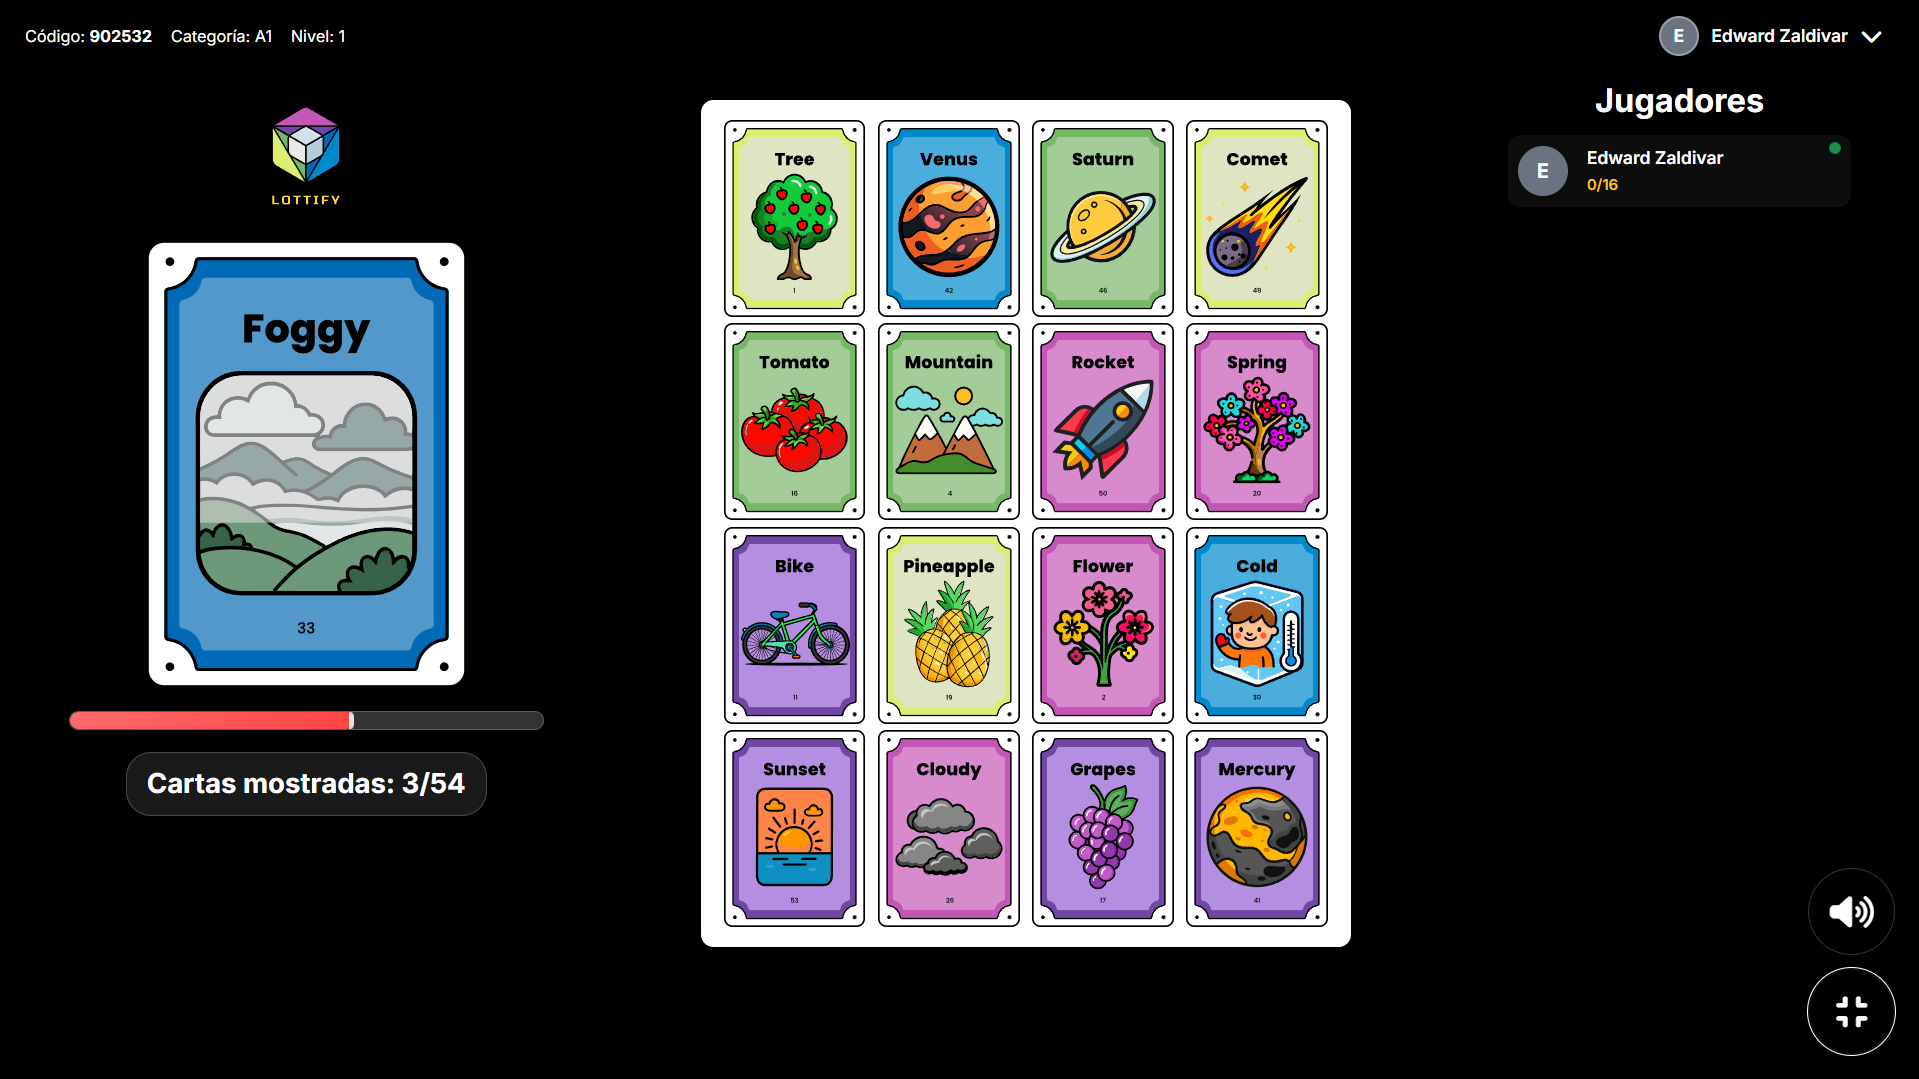 Código: 902532 Categoría: A1 Nivel: 1
E Edward Zaldivar
LOTTIFY
Foggy
33
Cartas mostradas: 3/54
Tree Venus Saturn Comet
1 42 46 49
Tomato Mountain Rocket Spring
16 4 50 20
Bike Pineapple Flower Cold
11 19 2 30
Sunset Cloudy Grapes Mercury
53 26 17 41
Jugadores
E Edward Zaldivar
0/16